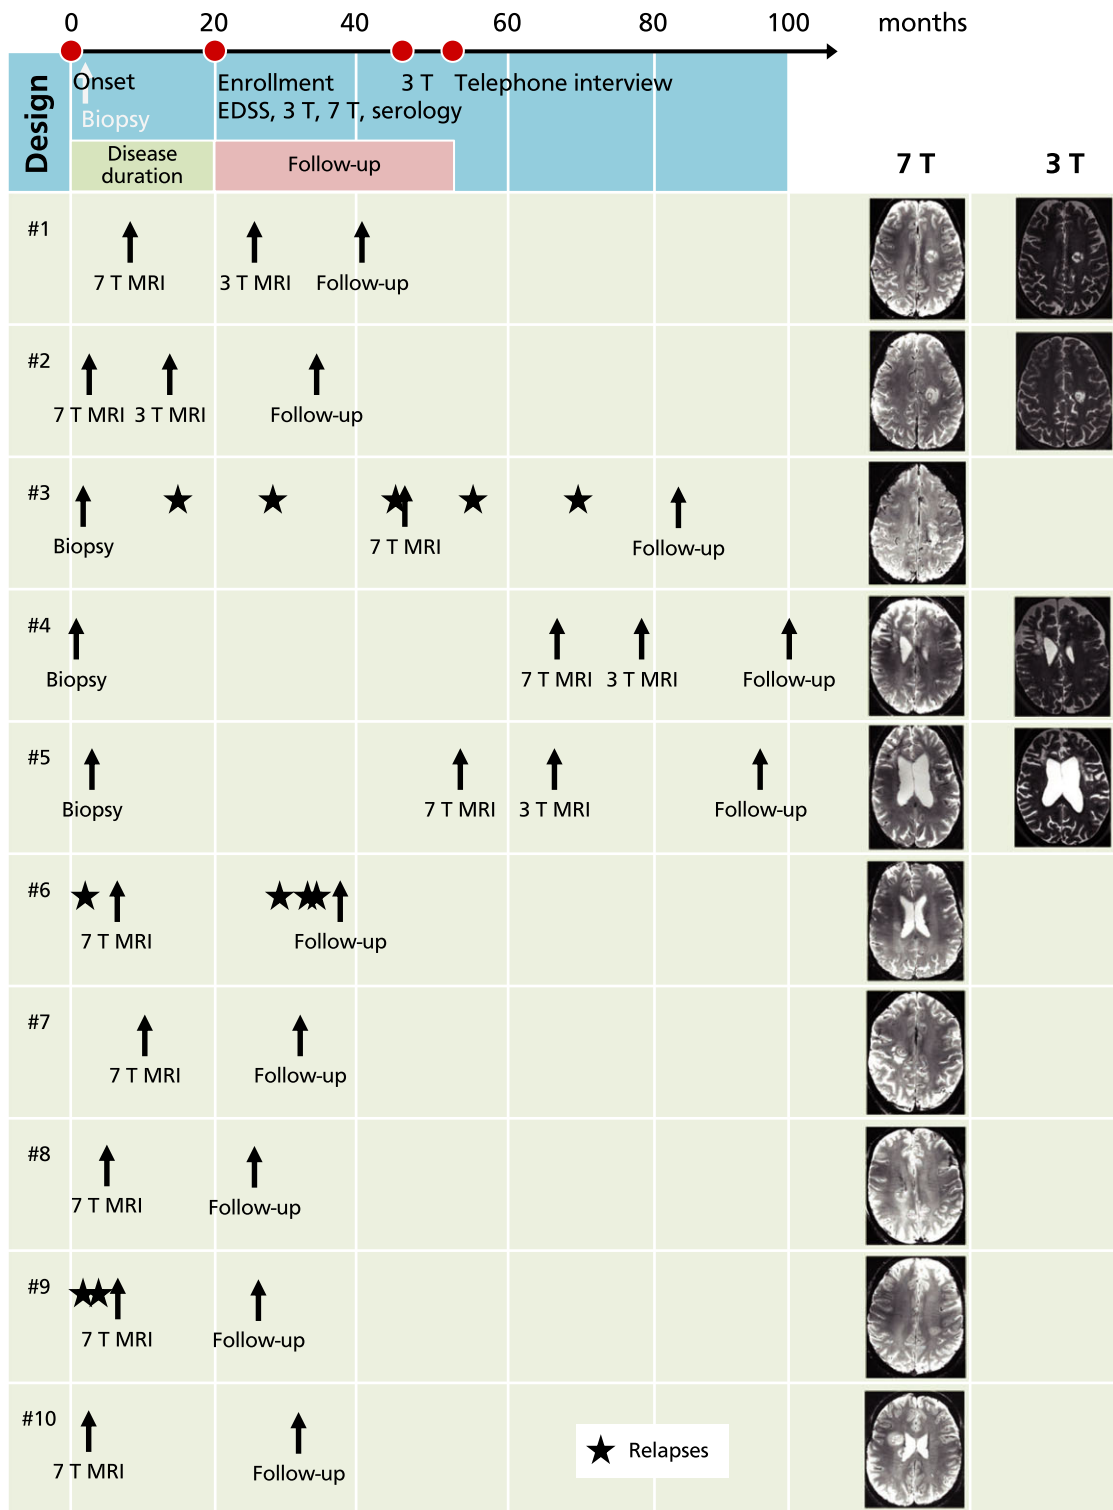 0 20 40 60 80 100 months
Design
Onset
Biopsy
Enrollment
EDSS, 3 T, 7 T, serology
3 T
Telephone interview
Disease
duration
Follow-up
7 T 3 T
#1
7 T MRI 3 T MRI Follow-up
#2
7 T MRI 3 T MRI Follow-up
#3
Biopsy 7 T MRI Follow-up
#4
Biopsy 7 T MRI 3 T MRI Follow-up
#5
Biopsy 7 T MRI 3 T MRI Follow-up
#6
7 T MRI Follow-up
#7
7 T MRI Follow-up
#8
7 T MRI Follow-up
#9
7 T MRI Follow-up
#10
7 T MRI Follow-up
Relapses